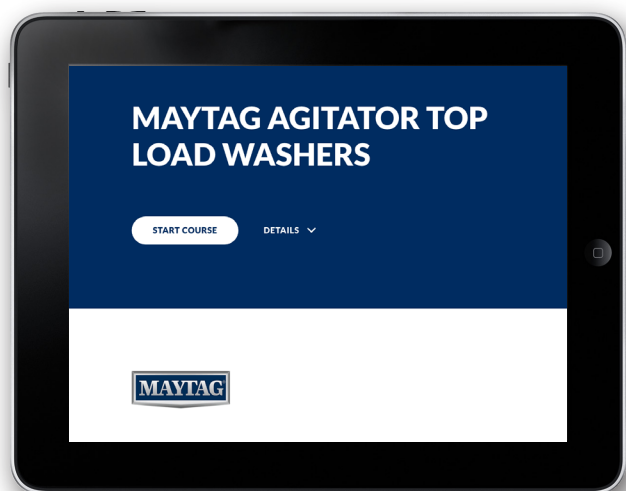 MAYTAG AGITATOR TOP
LOAD WASHERS
START COURSE DETAILS
MAYTAG